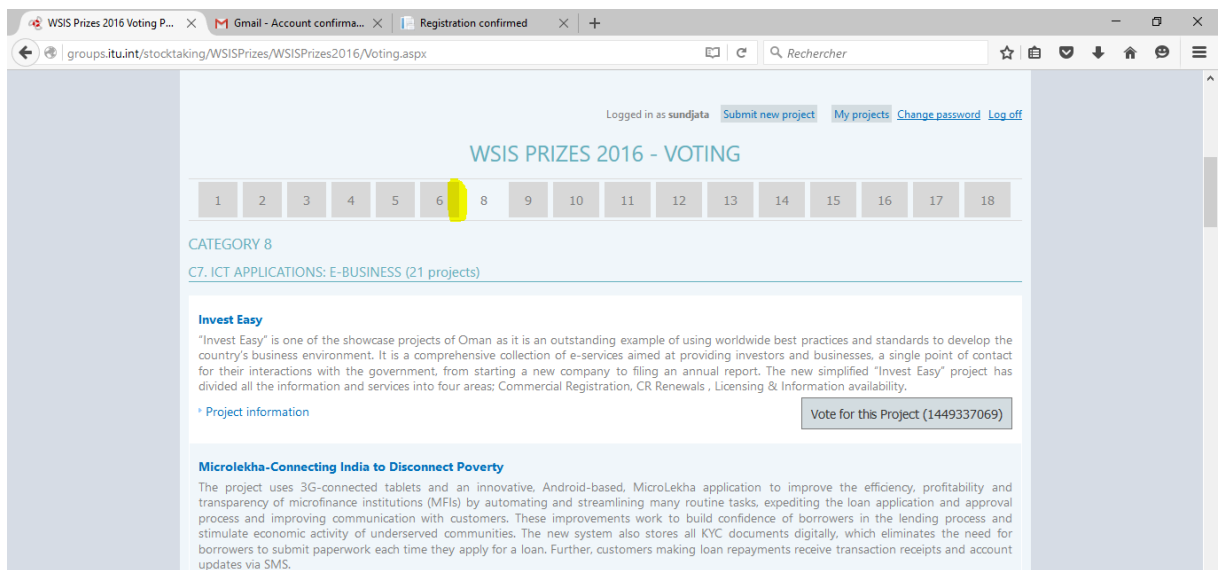 WSIS Prizes 2016 Voting P...
Gmail - Account confirma...
Registration confirmed
groups.itu.int/stocktaking/WSISPrizes/WSISPrizes2016/Voting.aspx
Rechercher
Logged in as sundjata Submit new project My projects Change password Log off
WSIS PRIZES 2016 - VOTING
1 2 3 4 5 6 8 9 10 11 12 13 14 15 16 17 18
CATEGORY 8
C7. ICT APPLICATIONS: E-BUSINESS (21 projects)
Invest Easy
“Invest Easy” is one of the showcase projects of Oman as it is an outstanding example of using worldwide best practices and standards to develop the
country's business environment. It is a comprehensive collection of e-services aimed at providing investors and businesses, a single point of contact
for their interactions with the government, from starting a new company to filing an annual report. The new simplified “Invest Easy” project has
divided all the information and services into four areas; Commercial Registration, CR Renewals , Licensing & Information availability.
Project information
Vote for this Project (1449337069)
Microlekha-Connecting India to Disconnect Poverty
The project uses 3G-connected tablets and an innovative, Android-based, MicroLekha application to improve the efficiency, profitability and
transparency of microfinance institutions (MFIs) by automating and streamlining many routine tasks, expediting the loan application and approval
process and improving communication with customers. These improvements work to build confidence of borrowers in the lending process and
stimulate economic activity of underserved communities. The new system also stores all KYC documents digitally, which eliminates the need for
borrowers to submit paperwork each time they apply for a loan. Further, customers making loan repayments receive transaction receipts and account
updates via SMS.